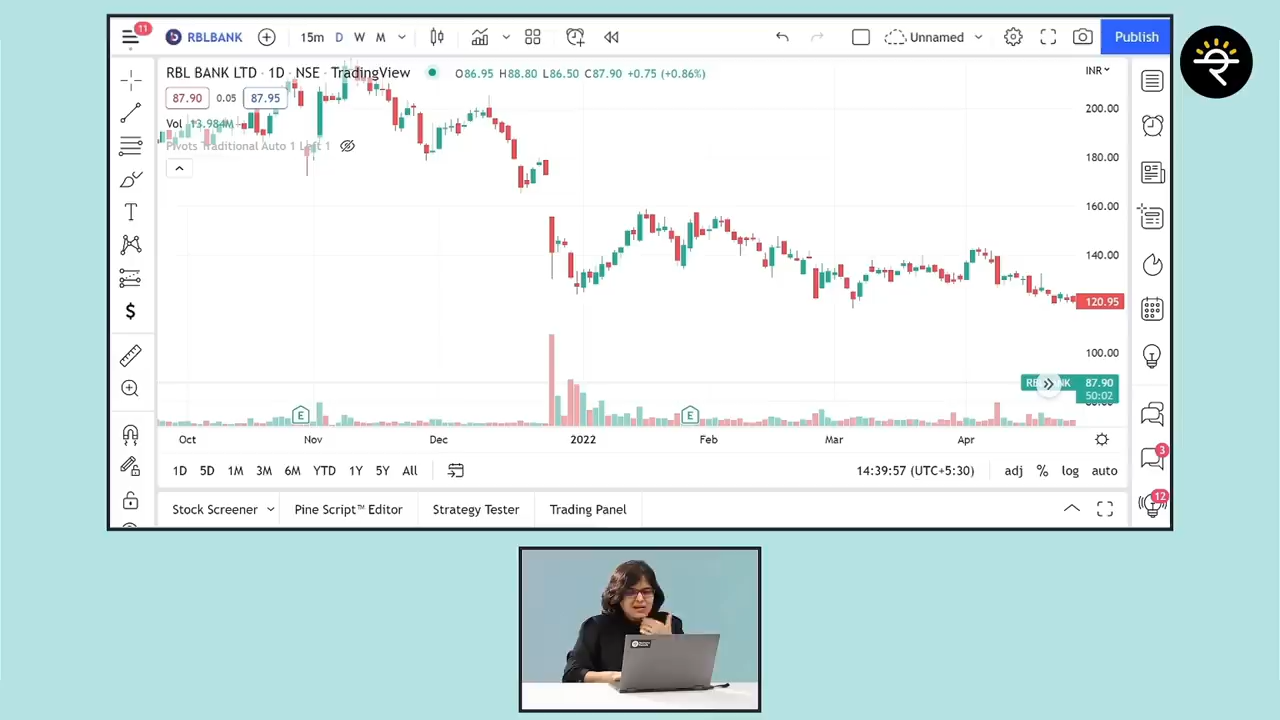 11
RBLBANK
15m D W M
Unnamed
Publish
RBL BANK LTD · 1D · NSE · TradingView
O86.95 H88.80 L86.50 C87.90 +0.75 (+0.86%)
INR
87.90 0.05 87.95
Vol 13.984M
Pivots Traditional Auto 1 Left 1
200.00
180.00
160.00
140.00
120.95
100.00
87.90
50:02
E E
Oct Nov Dec 2022 Feb Mar Apr
1D 5D 1M 3M 6M YTD 1Y 5Y All
14:39:57 (UTC+5:30)
adj % log auto
3
12
Stock Screener Pine Script™ Editor Strategy Tester Trading Panel